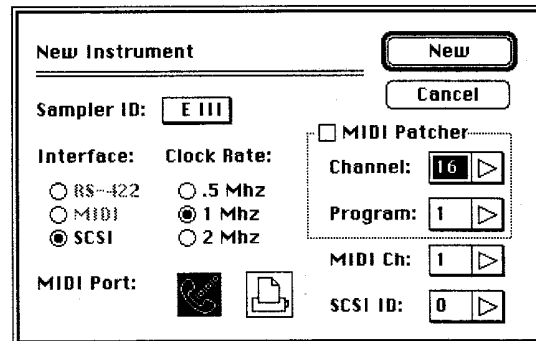 New Instrument
New
Cancel
Sampler ID: E III
MIDI Patcher
Interface:
Clock Rate:
Channel: 16
RS-422
.5 Mhz
MIDI
1 Mhz
Program: 1
SCSI
2 Mhz
MIDI Ch: 1
MIDI Port:
SCSI ID: 0